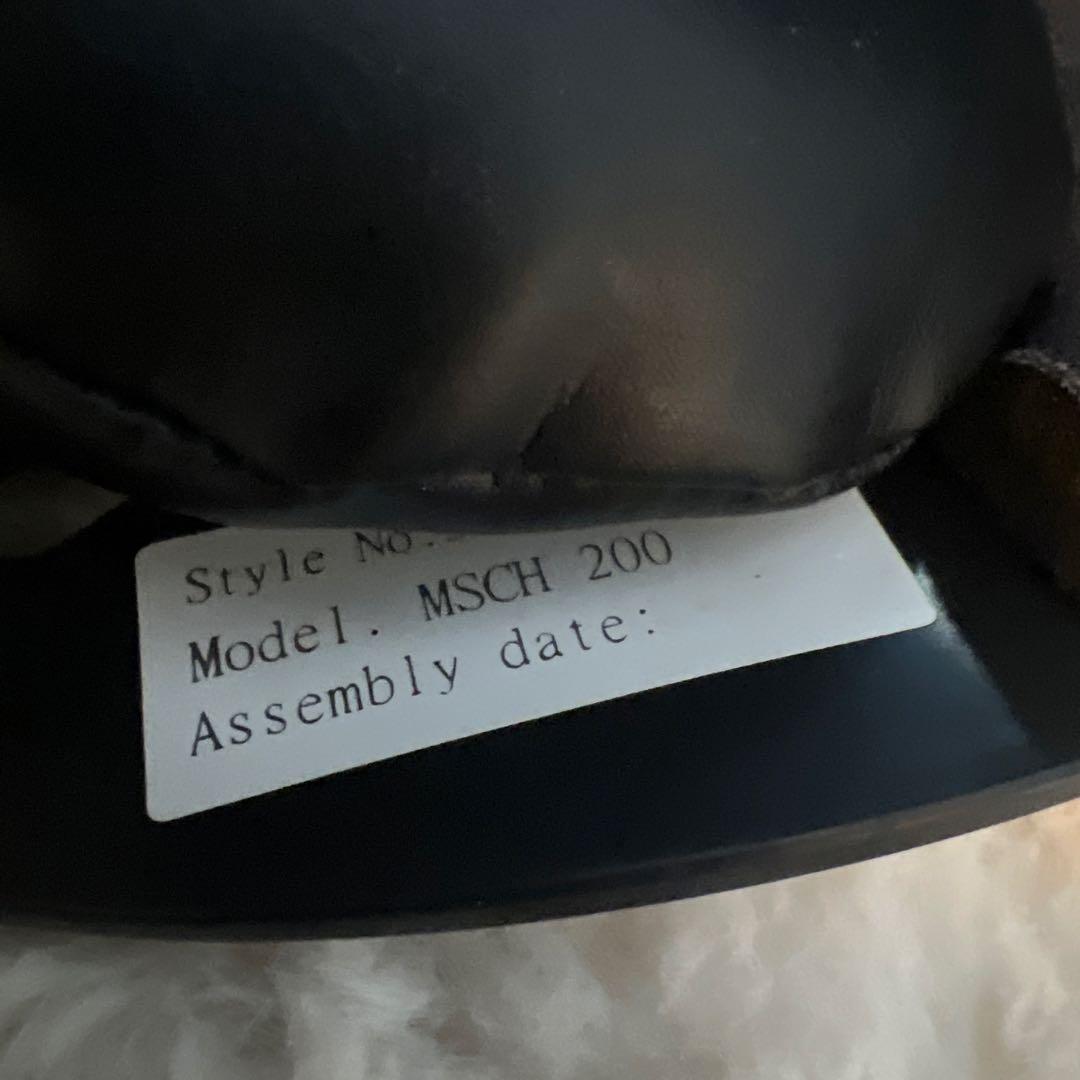 Style No.
Model. MSCH 200
Assembly date: